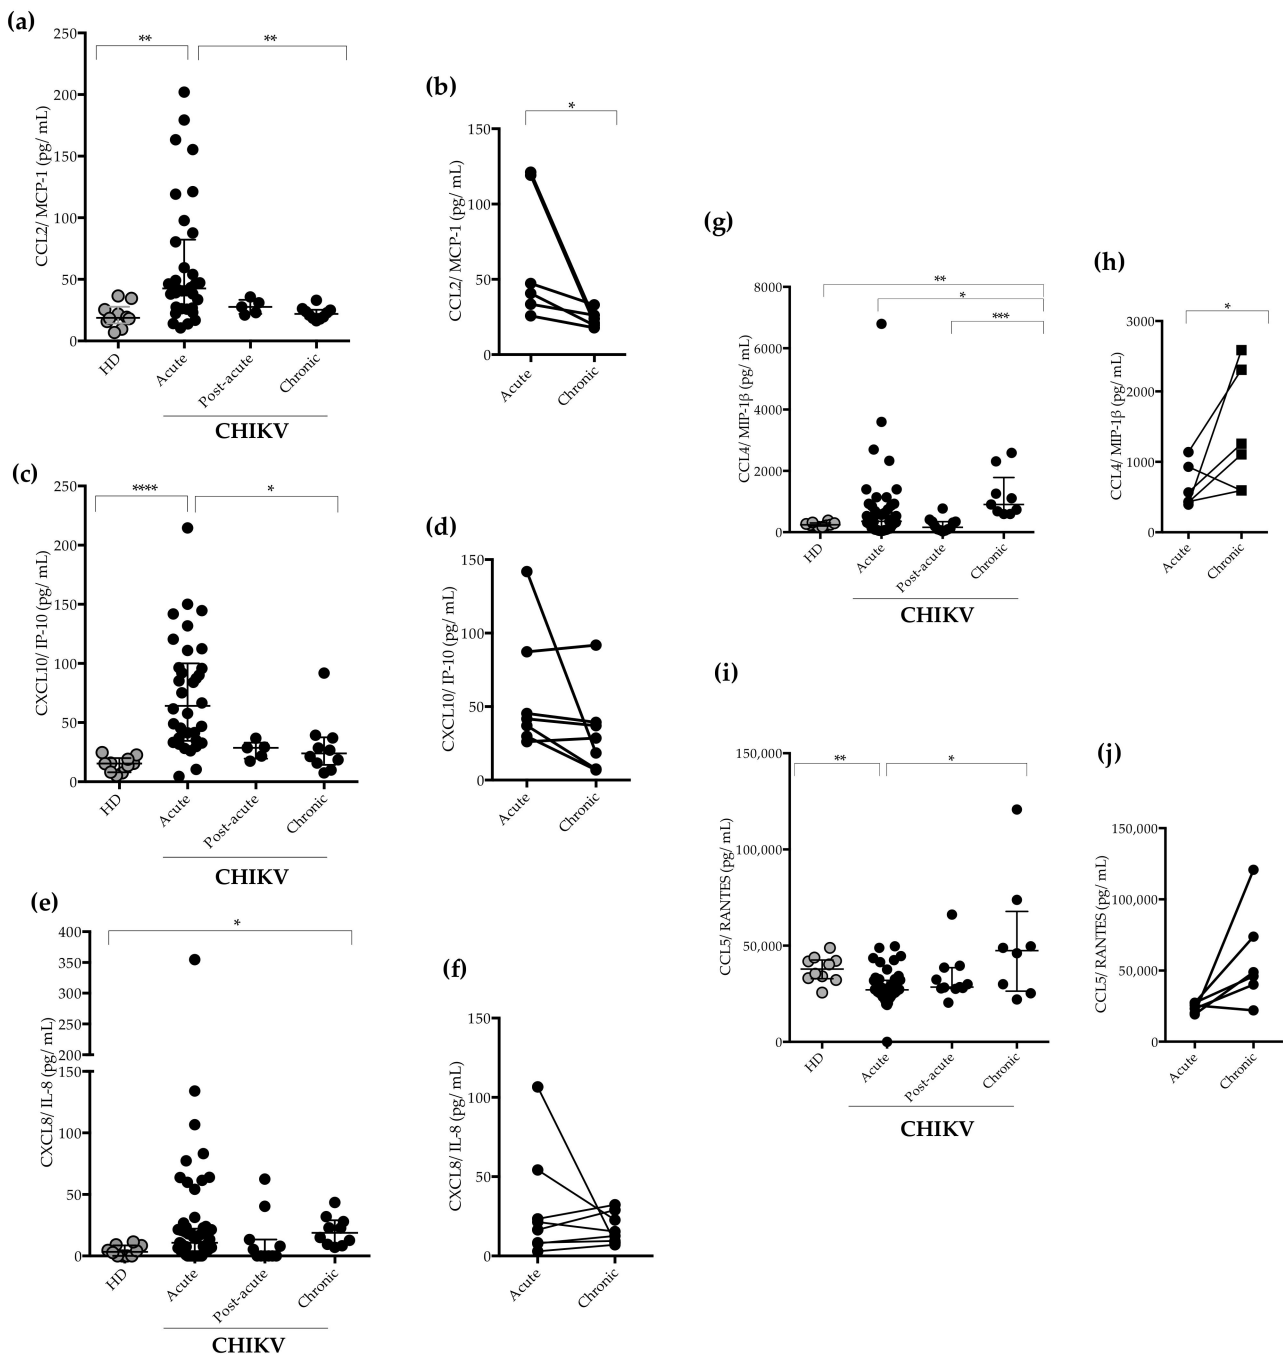 (a)
**
**
CCL2/ MCP-1 (pg/ mL)
250
200
150
100
50
0
HD
Acute
Post-acute
Chronic
CHIKV
(b)
*
CCL2/ MCP-1 (pg/ mL)
150
100
50
0
Acute
Chronic
(c)
****
*
CXCL10/ IP-10 (pg/ mL)
250
200
150
100
50
0
HD
Acute
Post-acute
Chronic
CHIKV
(d)
CXCL10/ IP-10 (pg/ mL)
150
100
50
0
Acute
Chronic
(e)
*
CXCL8/ IL-8 (pg/ mL)
400
350
300
250
200
150
100
50
0
HD
Acute
Post-acute
Chronic
CHIKV
(f)
CXCL8/ IL-8 (pg/ mL)
150
100
50
0
Acute
Chronic
(g)
**
*
***
CCL4/ MIP-1β (pg/ mL)
8000
6000
4000
2000
0
HD
Acute
Post-acute
Chronic
CHIKV
(h)
*
CCL4/ MIP-1β (pg/ mL)
3000
2000
1000
0
Acute
Chronic
(i)
**
*
CCL5/ RANTES (pg/ mL)
150,000
100,000
50,000
0
HD
Acute
Post-acute
Chronic
CHIKV
(j)
CCL5/ RANTES (pg/ mL)
150,000
100,000
50,000
0
Acute
Chronic